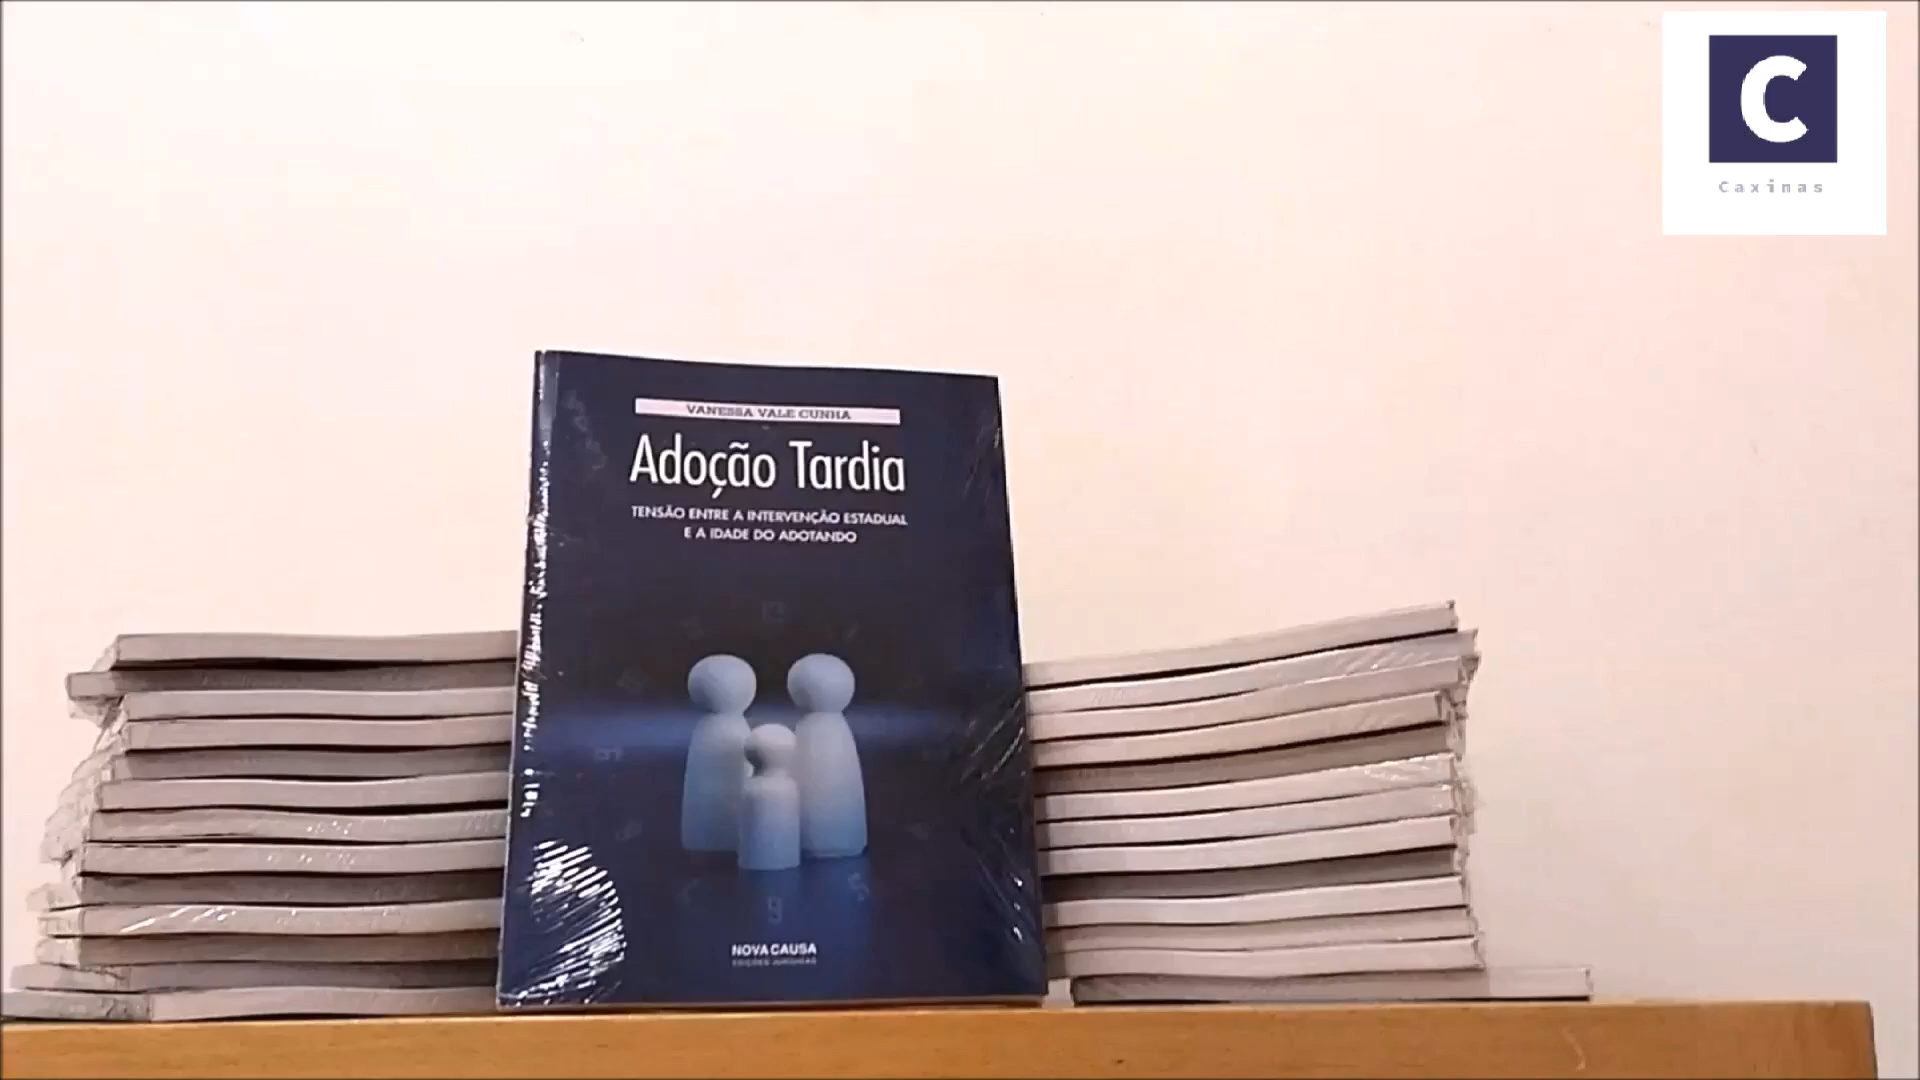 C
Caxinas
VANESSA VALE CUNHA
Adoção Tardia
TENSÃO ENTRE A INTERVENÇÃO ESTADUAL
E A IDADE DO ADOTANDO
NOVA CAUSA
EDIÇÕES JURÍDICAS